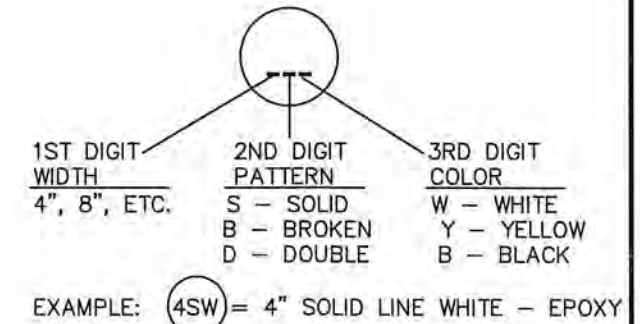 1ST DIGIT 2ND DIGIT 3RD DIGIT
WIDTH PATTERN COLOR
4", 8", ETC. S – SOLID W – WHITE
B – BROKEN Y – YELLOW
D – DOUBLE B – BLACK
EXAMPLE: 4SW = 4" SOLID LINE WHITE – EPOXY